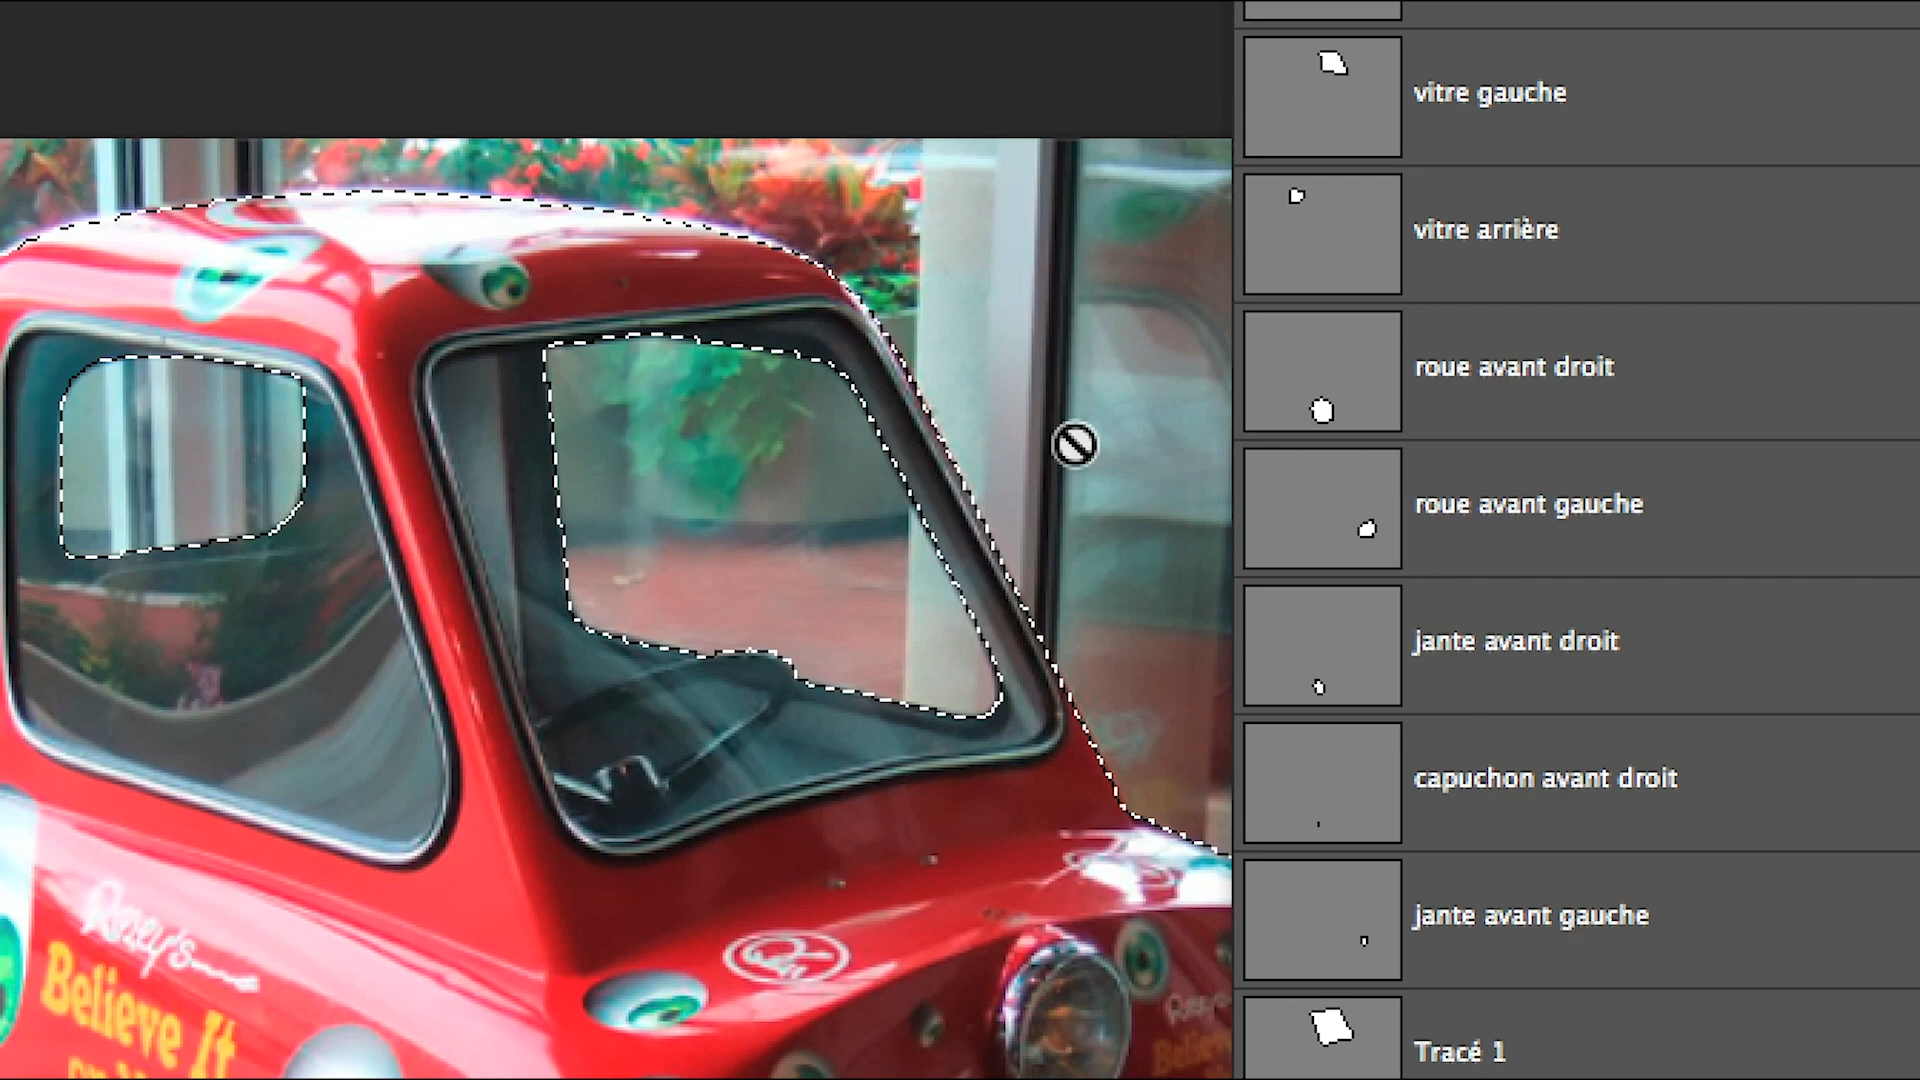 vitre gauche
vitre arrière
roue avant droit
roue avant gauche
jante avant droit
capuchon avant droit
jante avant gauche
Tracé 1
Believe It